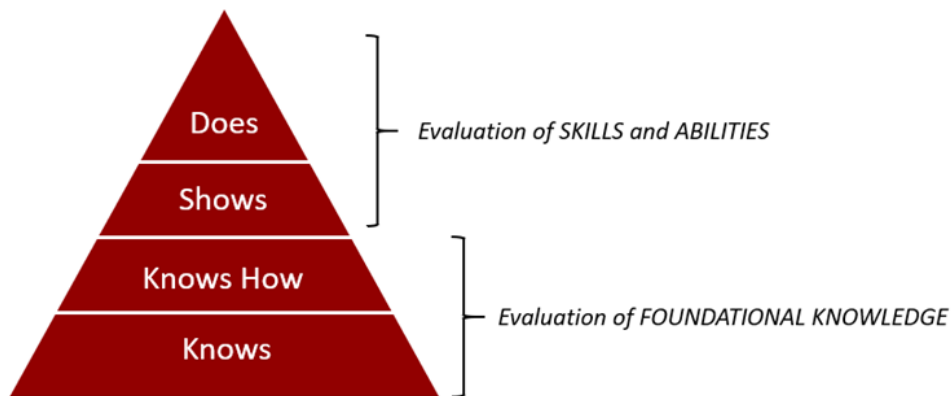 Does
Evaluation of SKILLS and ABILITIES
Shows
Knows How
Evaluation of FOUNDATIONAL KNOWLEDGE
Knows